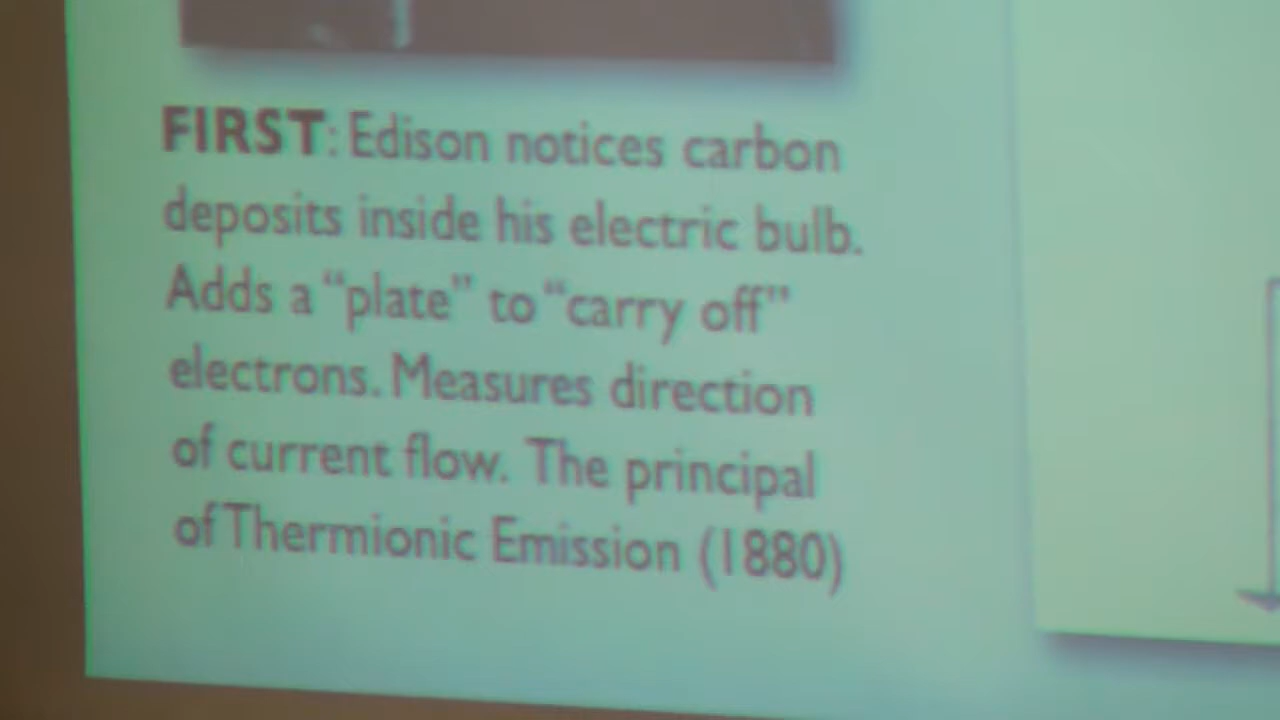 FIRST: Edison notices carbon
deposits inside his electric bulb.
Adds a “plate” to “carry off”
electrons. Measures direction
of current flow. The principal
of Thermionic Emission (1880)